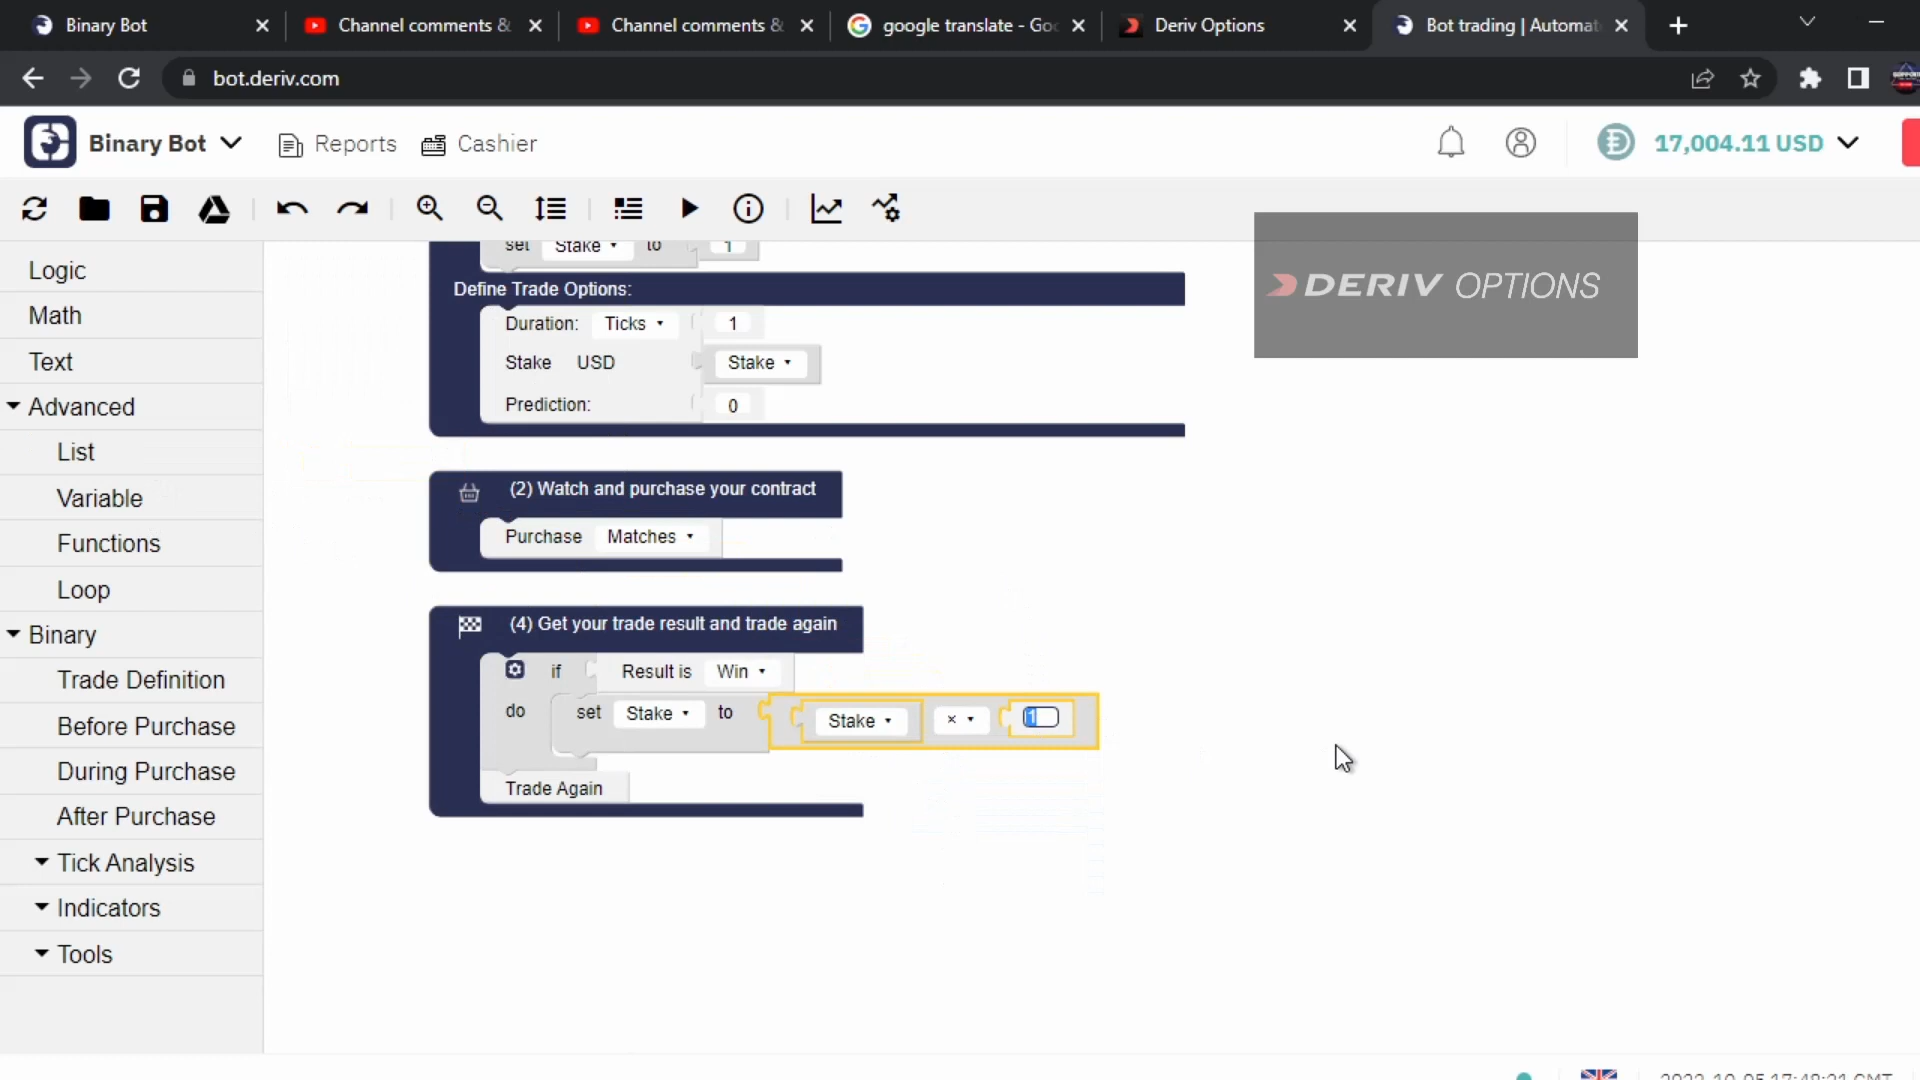 Binary Bot
Channel comments &
Channel comments &
google translate - Goo
Deriv Options
Bot trading | Automat
bot.deriv.com
Binary Bot
Reports
Cashier
17,004.11 USD
set Stake to 1
DERIV OPTIONS
Logic
Math
Text
Advanced
List
Variable
Functions
Loop
Binary
Trade Definition
Before Purchase
During Purchase
After Purchase
Tick Analysis
Indicators
Tools
Define Trade Options:
Duration: Ticks 1
Stake USD Stake
Prediction: 0
(2) Watch and purchase your contract
Purchase Matches
(4) Get your trade result and trade again
if Result is Win
do set Stake to Stake × 1
Trade Again